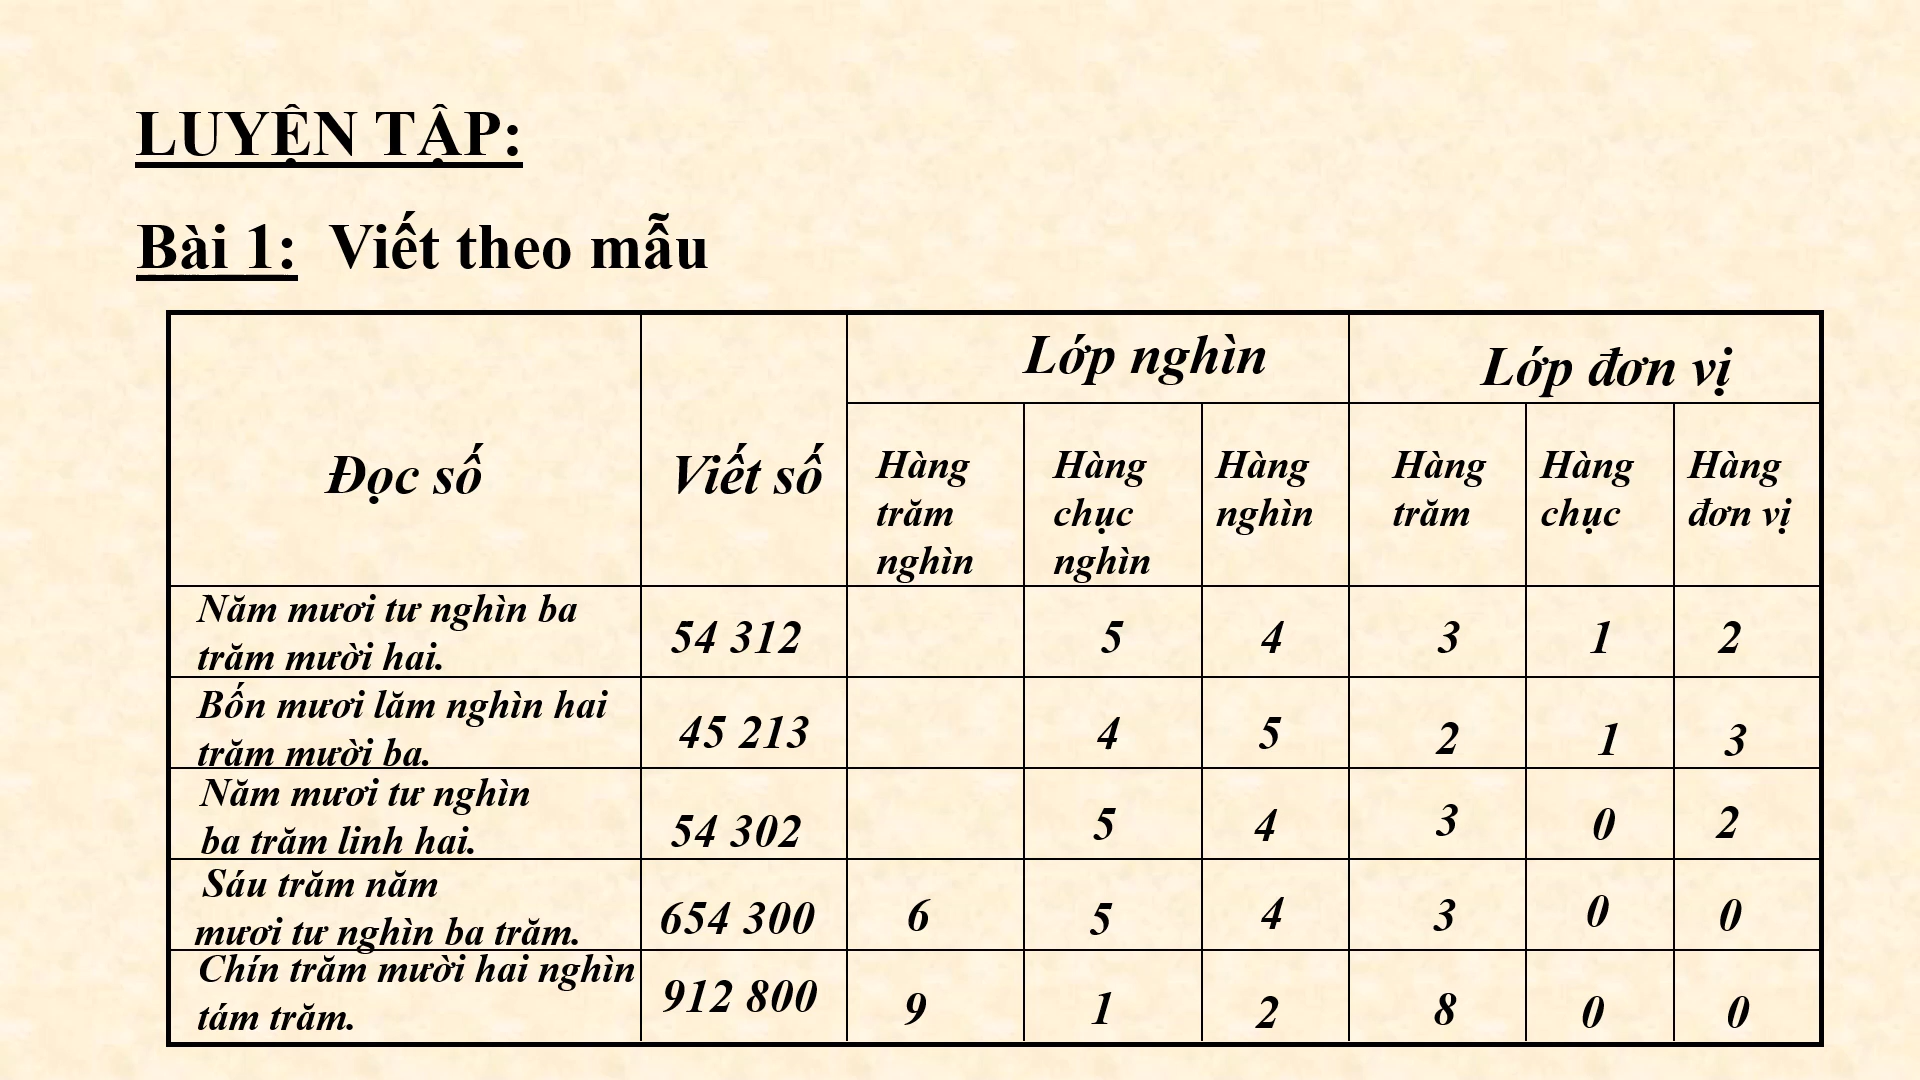 LUYỆN TẬP:
Bài 1: Viết theo mẫu
Đọc số
Viết số
Lớp nghìn
Lớp đơn vị
Hàng
trăm
nghìn
Hàng
chục
nghìn
Hàng
nghìn
Hàng
trăm
Hàng
chục
Hàng
đơn vị
Năm mươi tư nghìn ba
trăm mười hai.
54 312
5
4
3
1
2
Bốn mươi lăm nghìn hai
trăm mười ba.
45 213
4
5
2
1
3
Năm mươi tư nghìn
ba trăm linh hai.
54 302
5
4
3
0
2
Sáu trăm năm
mươi tư nghìn ba trăm.
654 300
6
5
4
3
0
0
Chín trăm mười hai nghìn
tám trăm.
912 800
9
1
2
8
0
0